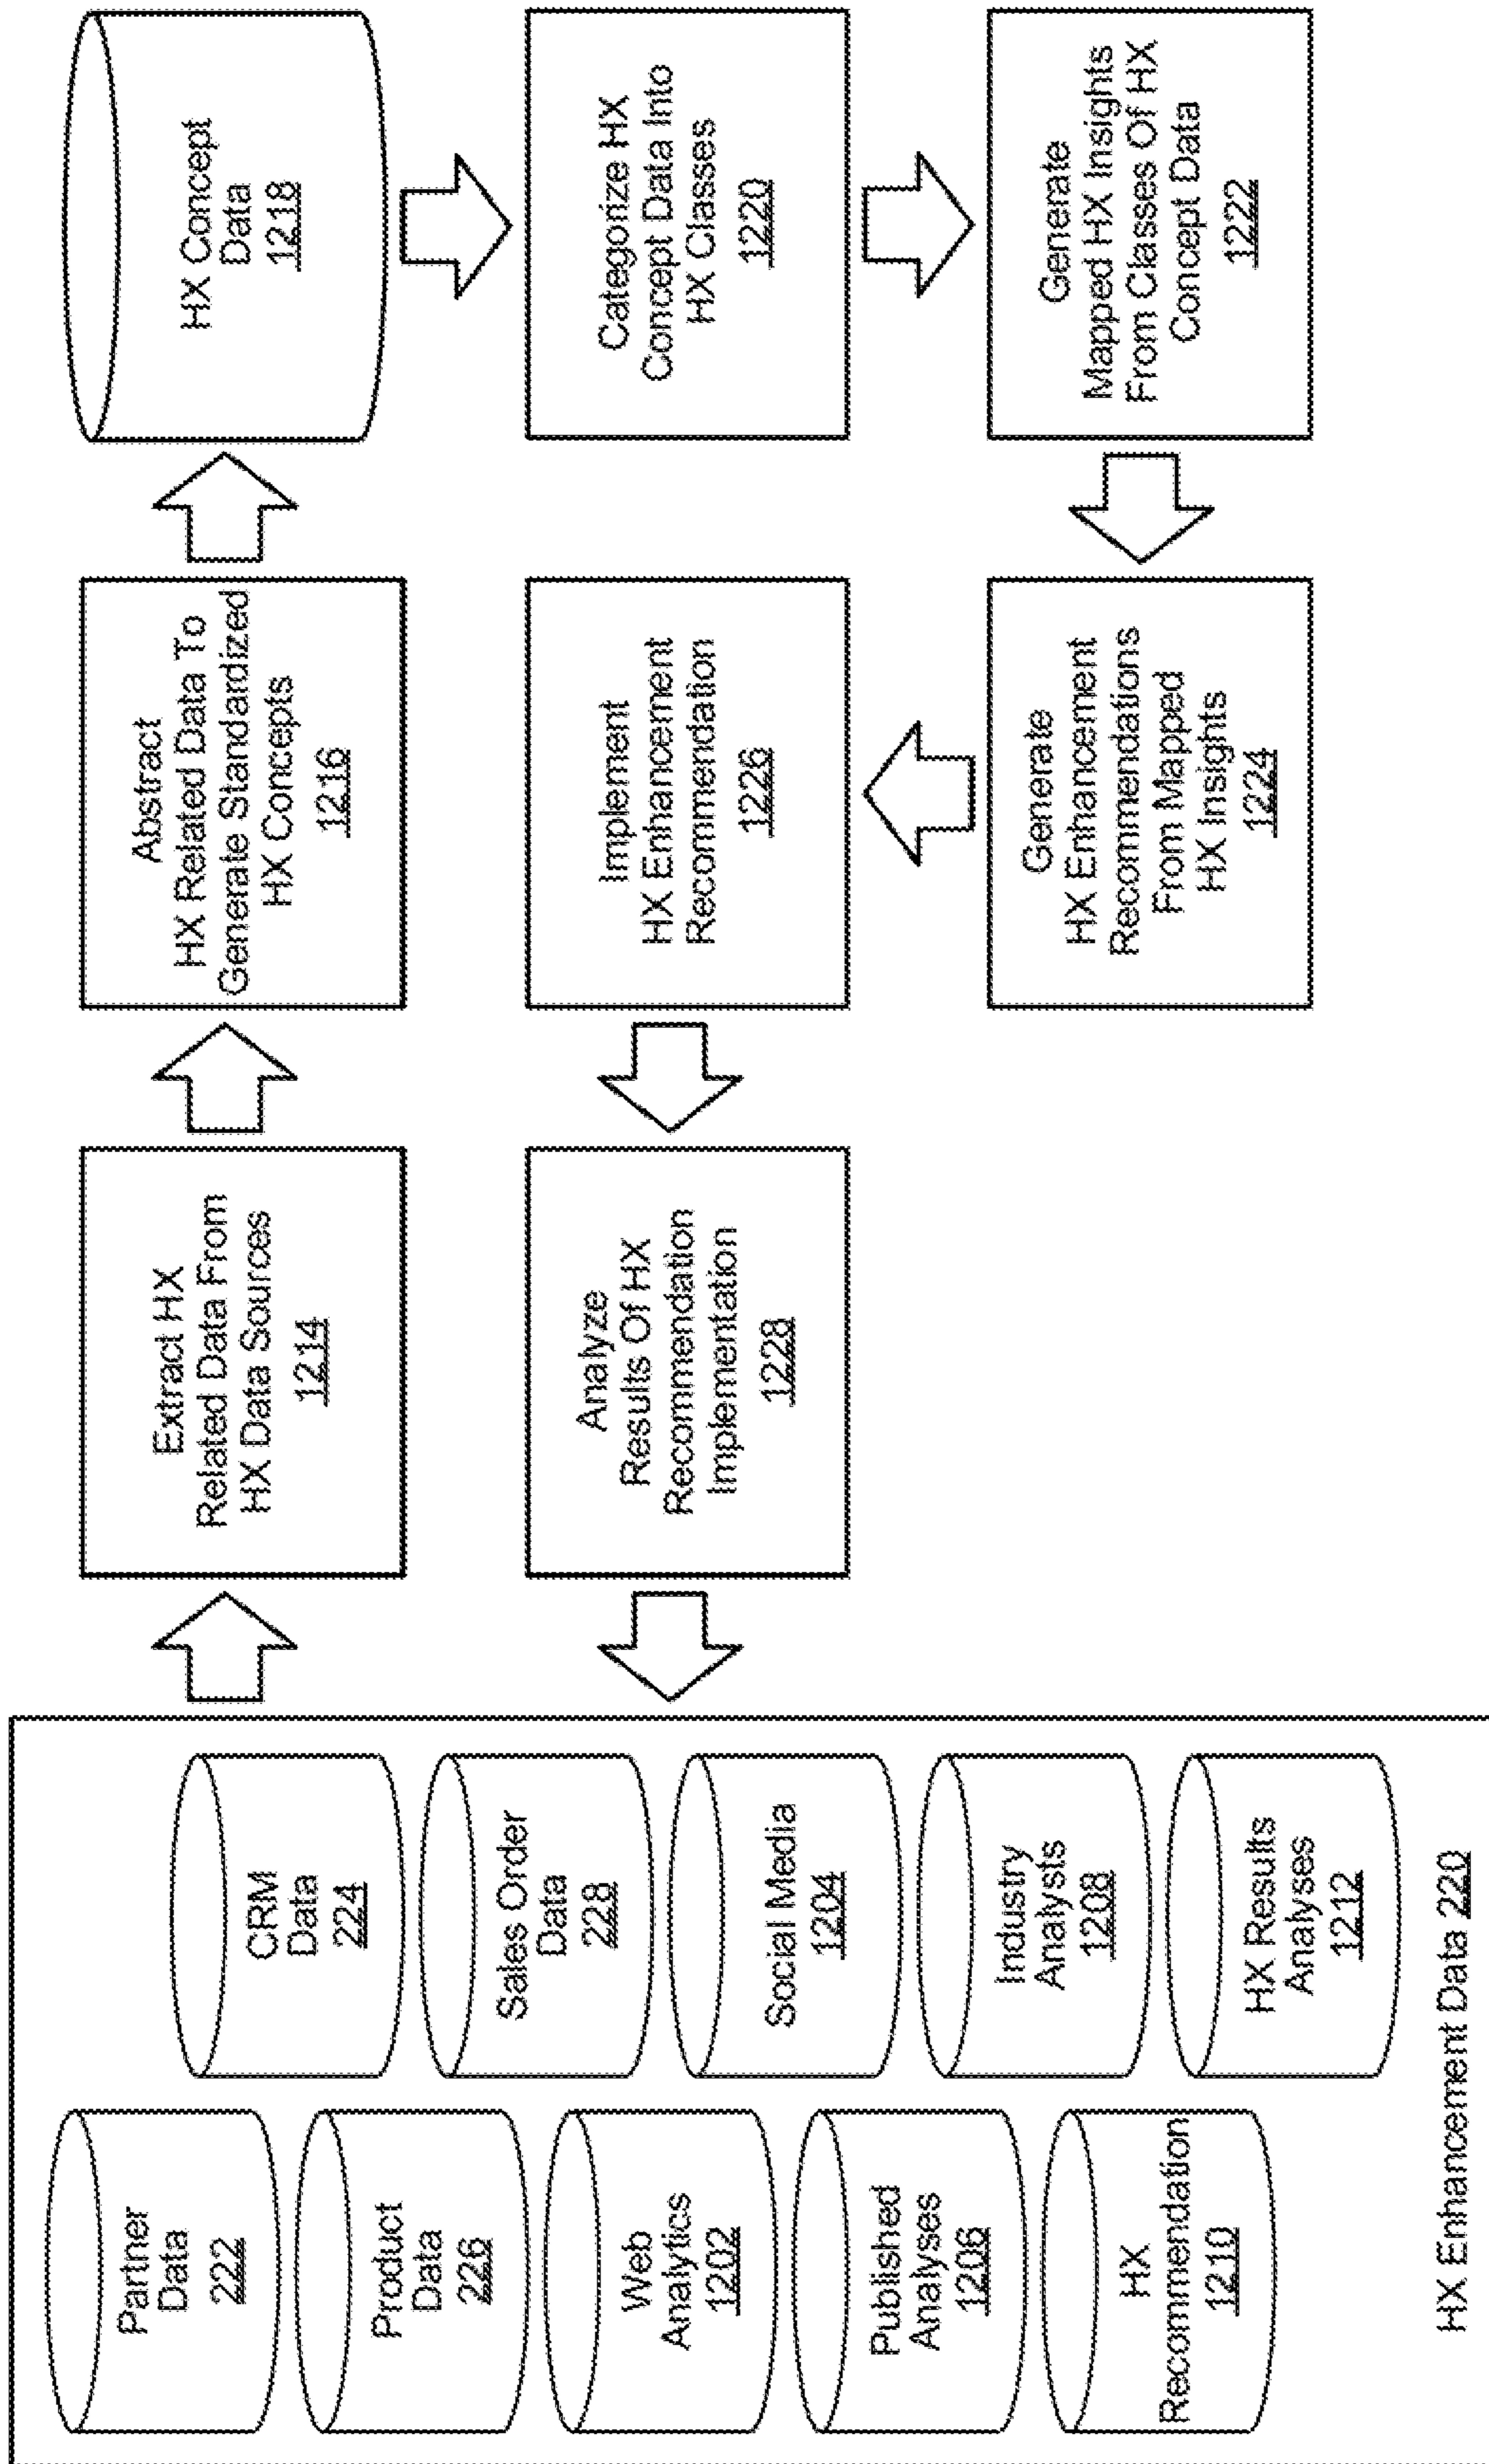 Partner
Data
222
CRM
Data
224
Product
Data
226
Sales Order
Data
228
Web
Analytics
1202
Social Media
1204
Published
Analyses
1206
Industry
Analysts
1208
HX
Recommendation
1210
HX Results
Analyses
1212
HX Enhancement Data 220
Extract HX
Related Data From
HX Data Sources
1214
Abstract
HX Related Data To
Generate Standardized
HX Concepts
1216
HX Concept
Data
1218
Categorize HX
Concept Data Into
HX Classes
1220
Generate
Mapped HX Insights
From Classes Of HX
Concept Data
1222
Generate
HX Enhancement
Recommendations
From Mapped
HX Insights
1224
Implement
HX Enhancement
Recommendation
1226
Analyze
Results Of HX
Recommendation
Implementation
1228